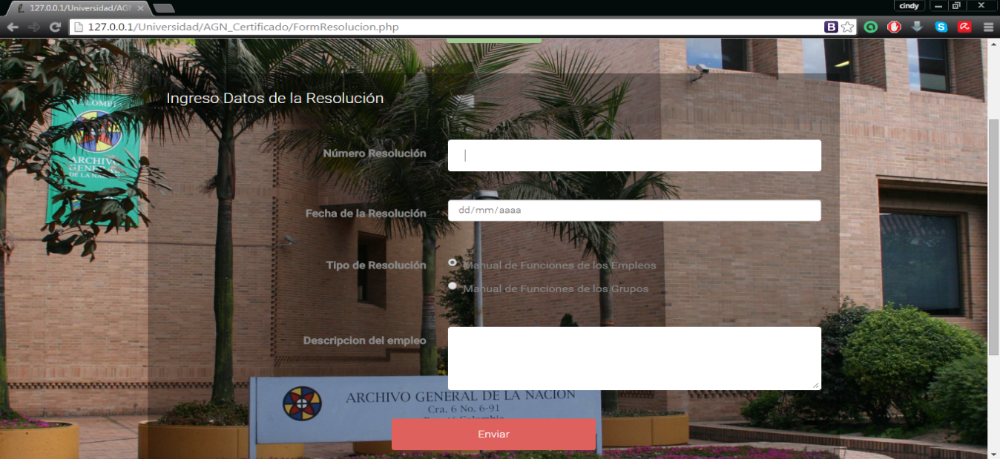 127.0.0.1/Universidad/AGN
cindy
127.0.0.1/Universidad/AGN_Certificado/FormResolucion.php
B
Ingreso Datos de la Resolución
ARCHIVO
GENERAL
DE LA NACION
Número Resolución
Fecha de la Resolución
dd/mm/aaaa
Tipo de Resolución
Manual de Funciones de los Empleos
Manual de Funciones de los Grupos
Descripcion del empleo
ARCHIVO GENERAL DE LA NACION
Cra. 6 No. 6-91
Enviar